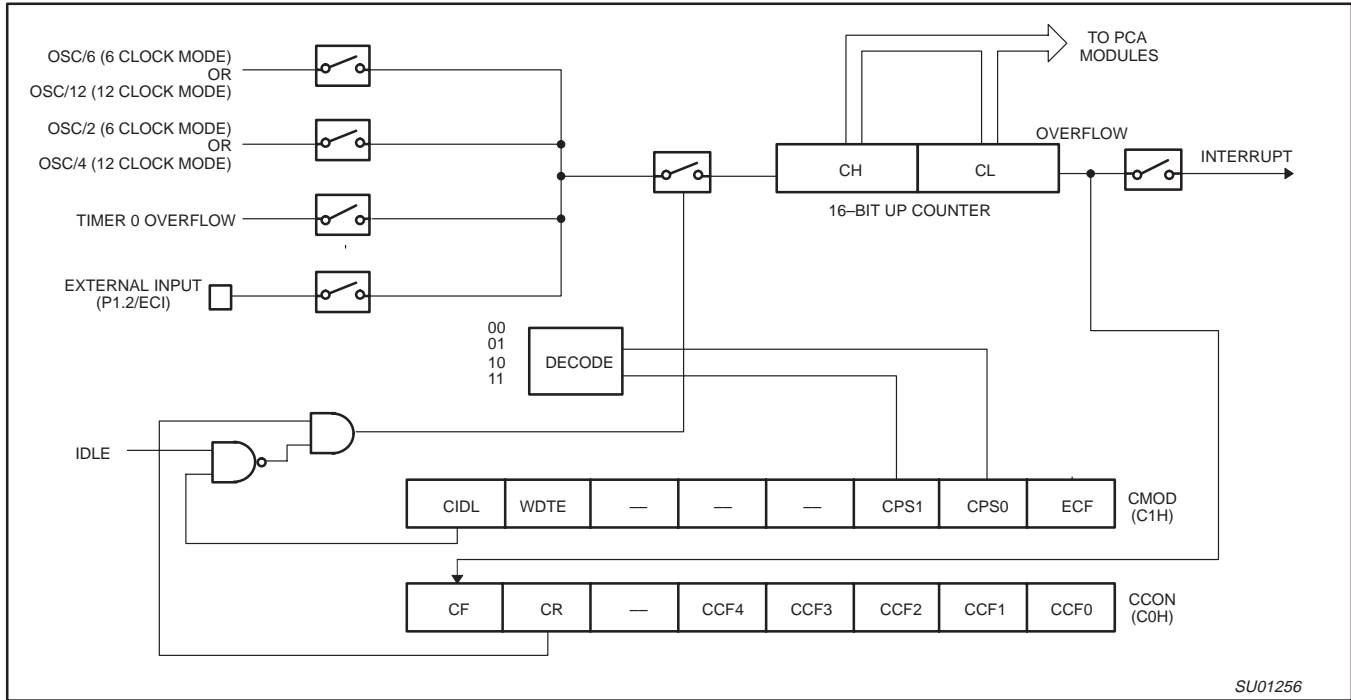 OSC/6 (6 CLOCK MODE)
OR
OSC/12 (12 CLOCK MODE)
OSC/2 (6 CLOCK MODE)
OR
OSC/4 (12 CLOCK MODE)
TIMER 0 OVERFLOW
EXTERNAL INPUT
(P1.2/ECI)
TO PCA
MODULES
OVERFLOW
INTERRUPT
CH
CL
16–BIT UP COUNTER
00
01
10
11
DECODE
IDLE
CIDL
WDTE
––
––
––
CPS1
CPS0
ECF
CMOD
(C1H)
CF
CR
––
CCF4
CCF3
CCF2
CCF1
CCF0
CCON
(C0H)
SU01256